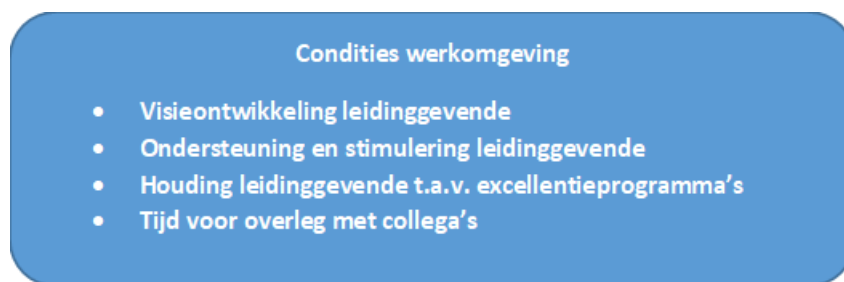 Condities werkomgeving
• Visieontwikkeling leidinggevende
• Ondersteuning en stimulering leidinggevende
• Houding leidinggevende t.a.v. excellentieprogramma's
• Tijd voor overleg met collega's